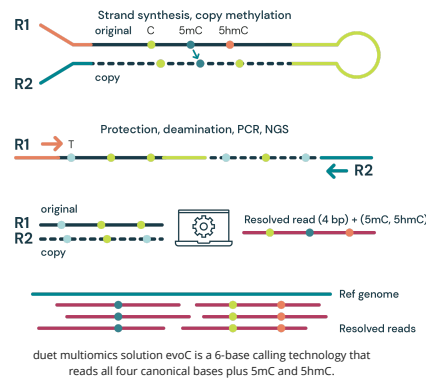 Strand synthesis, copy methylation
R1
original C 5mC 5hmC
R2
copy
Protection, deamination, PCR, NGS
R1 T
R2
original
R1
R2
copy
Resolved read (4 bp) + (5mC, 5hmC)
Ref genome
Resolved reads
duet multiomics solution evoC is a 6-base calling technology that
reads all four canonical bases plus 5mC and 5hmC.